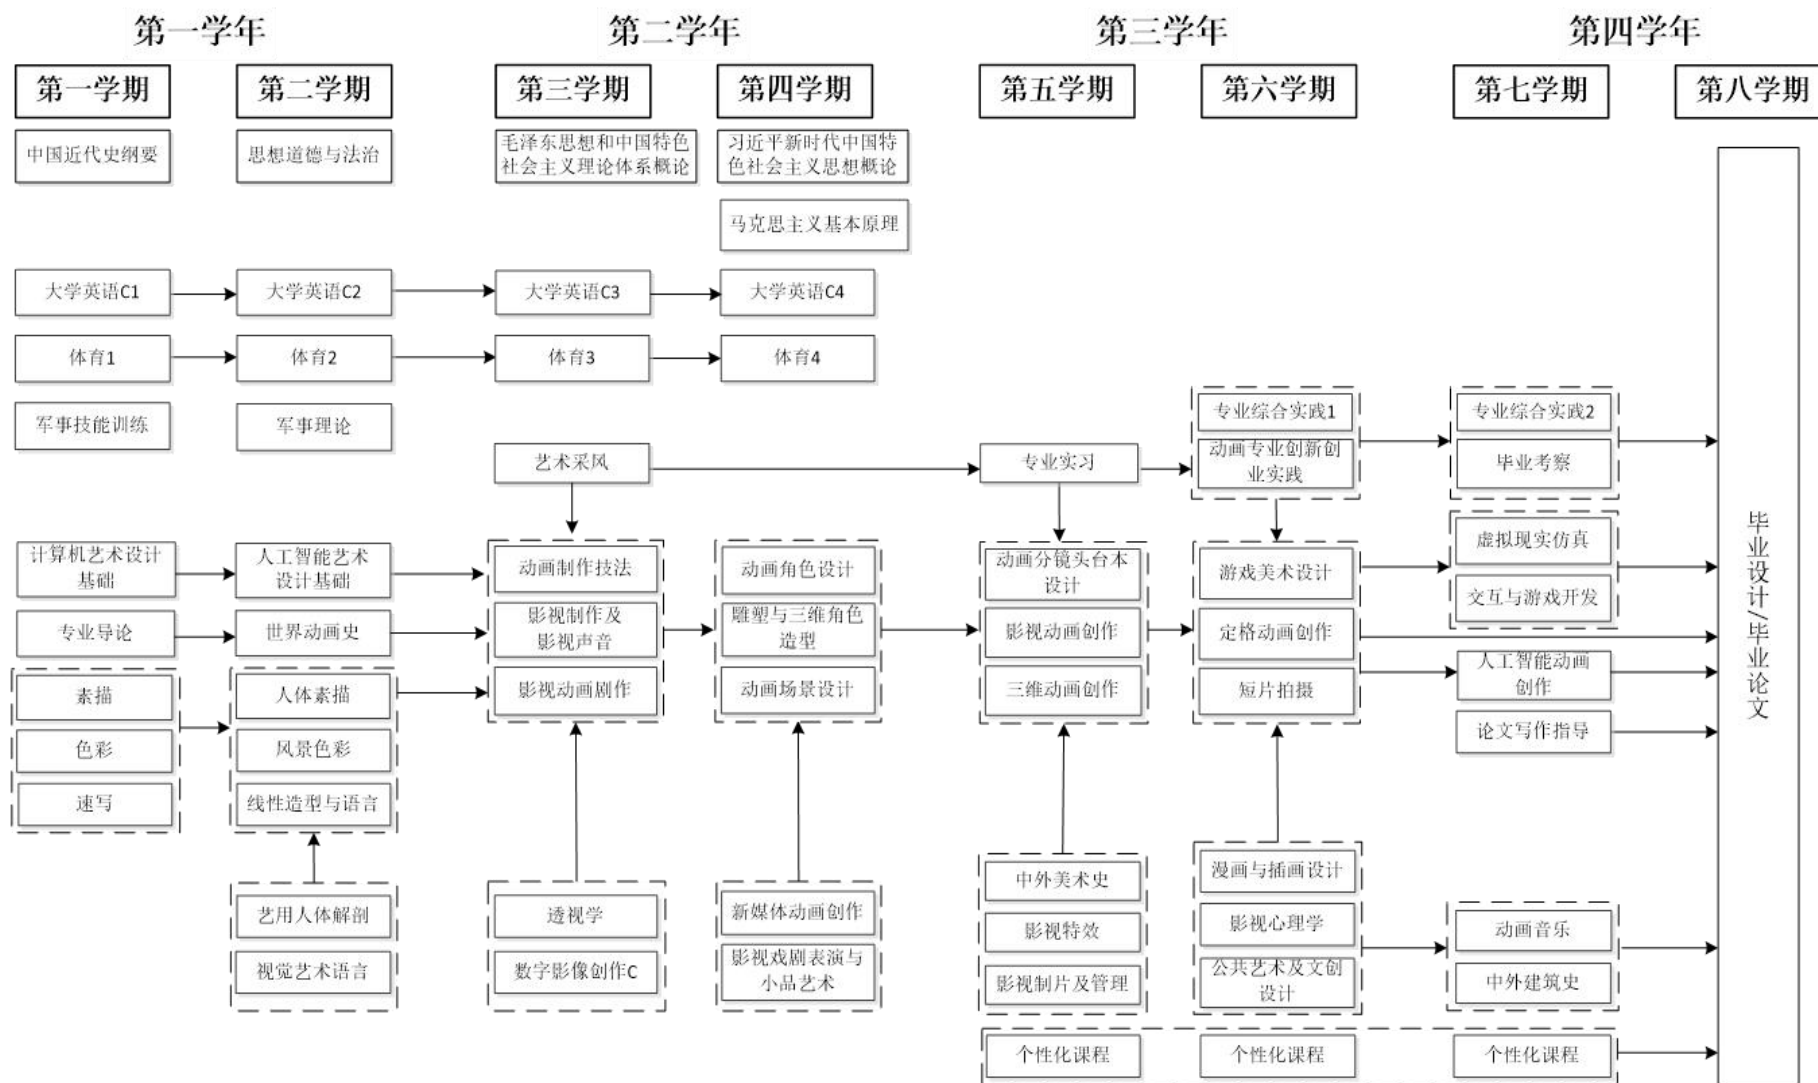 第一学年
第二学年
第三学年
第四学年
第一学期
第二学期
第三学期
第四学期
第五学期
第六学期
第七学期
第八学期
中国近代史纲要
思想道德与法治
毛泽东思想和中国特色
社会主义理论体系概论
习近平新时代中国特
色社会主义思想概论
马克思主义基本原理
大学英语C1
大学英语C2
大学英语C3
大学英语C4
体育1
体育2
体育3
体育4
军事技能训练
军事理论
艺术采风
专业实习
专业综合实践1
动画专业创新创
业实践
专业综合实践2
毕业考察
计算机艺术设计
基础
人工智能艺术
设计基础
动画制作技法
动画角色设计
动画分镜头台本
设计
游戏美术设计
虚拟现实仿真
交互与游戏开发
专业导论
世界动画史
影视制作及
影视声音
雕塑与三维角色
造型
影视动画创作
定格动画创作
素描
色彩
速写
人体素描
风景色彩
线性造型与语言
影视动画剧作
动画场景设计
三维动画创作
短片拍摄
人工智能动画
创作
论文写作指导
毕业设计/毕业论文
艺用人体解剖
视觉艺术语言
透视学
数字影像创作C
新媒体动画创作
影视戏剧表演与
小品艺术
中外美术史
影视特效
影视制片及管理
漫画与插画设计
影视心理学
公共艺术及文创
设计
动画音乐
中外建筑史
个性化课程
个性化课程
个性化课程